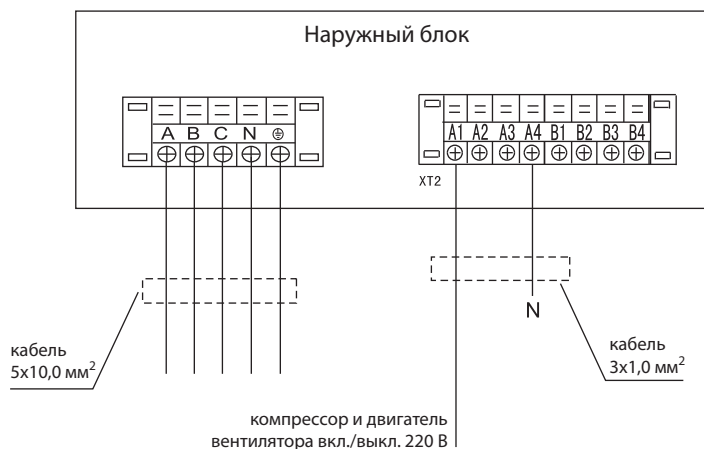 Наружный блок
A B C N
A1 A2 A3 A4 B1 B2 B3 B4
XT2
N
кабель
5x10,0 мм²
кабель
3x1,0 мм²
компрессор и двигатель
вентилятора вкл./выкл. 220 В